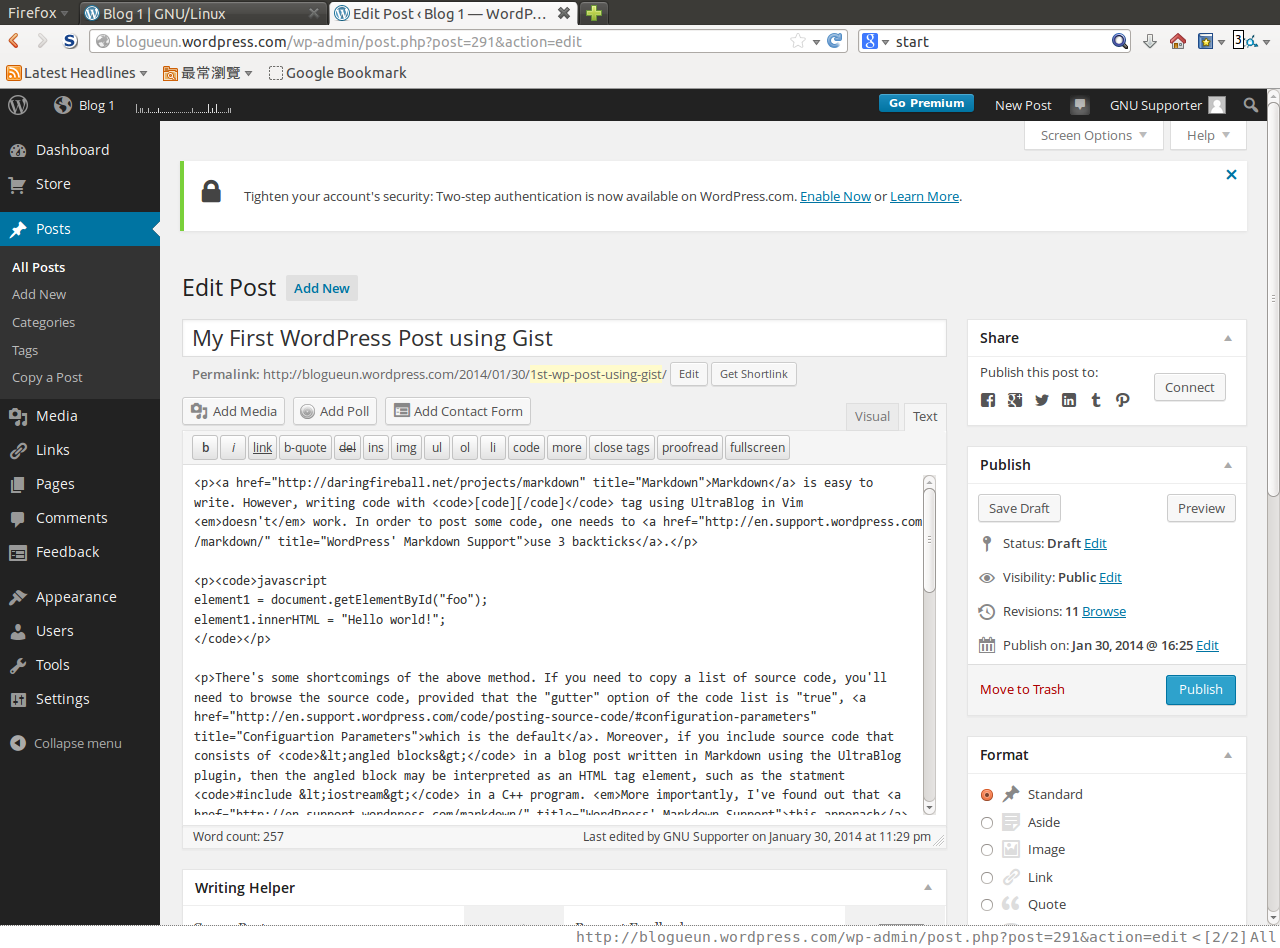 Firefox
Blog 1 | GNU/Linux
Edit Post ‹ Blog 1 — WordP...
blogueun.wordpress.com/wp-admin/post.php?post=291&action=edit
start
3
Latest Headlines
最常瀏覽
Google Bookmark
Blog 1
Go Premium
New Post
GNU Supporter
Screen Options
Help
Dashboard
Store
Posts
All Posts
Add New
Categories
Tags
Copy a Post
Media
Links
Pages
Comments
Feedback
Appearance
Users
Tools
Settings
Collapse menu
Tighten your account's security: Two-step authentication is now available on WordPress.com. Enable Now or Learn More.
Edit Post
Add New
My First WordPress Post using Gist
Permalink: http://blogueun.wordpress.com/2014/01/30/1st-wp-post-using-gist/ Edit Get Shortlink
Add Media
Add Poll
Add Contact Form
Visual
Text
b i link b-quote del ins img ul ol li code more close tags proofread fullscreen
<p><a href="http://daringfireball.net/projects/markdown" title="Markdown">Markdown</a> is easy to
write. However, writing code with <code>[code][/code]</code> tag using UltraBlog in Vim
<em>doesn't</em> work. In order to post some code, one needs to <a href="http://en.support.wordpress.com
/markdown/" title="WordPress' Markdown Support">use 3 backticks</a>.</p>
<p><code>javascript
element1 = document.getElementById("foo");
element1.innerHTML = "Hello world!";
</code></p>
<p>There's some shortcomings of the above method. If you need to copy a list of source code, you'll
need to browse the source code, provided that the "gutter" option of the code list is "true", <a
href="http://en.support.wordpress.com/code/posting-source-code/#configuration-parameters"
title="Configuartion Parameters">which is the default</a>. Moreover, if you include source code that
consists of <code>&lt;angled blocks&gt;</code> in a blog post written in Markdown using the UltraBlog
plugin, then the angled block may be interpreted as an HTML tag element, such as the statment
<code>#include &lt;iostream&gt;</code> in a C++ program. <em>More importantly, I've found out that <a
href="http://en.support.wordpress.com/markdown/" title="WordPress' Markdown Support">this approach</a>
Word count: 257
Last edited by GNU Supporter on January 30, 2014 at 11:29 pm
Writing Helper
Share
Publish this post to:
Connect
Publish
Save Draft
Preview
Status: Draft Edit
Visibility: Public Edit
Revisions: 11 Browse
Publish on: Jan 30, 2014 @ 16:25 Edit
Move to Trash
Publish
Format
Standard
Aside
Image
Link
Quote
http://blogueun.wordpress.com/wp-admin/post.php?post=291&action=edit <[2/2] All